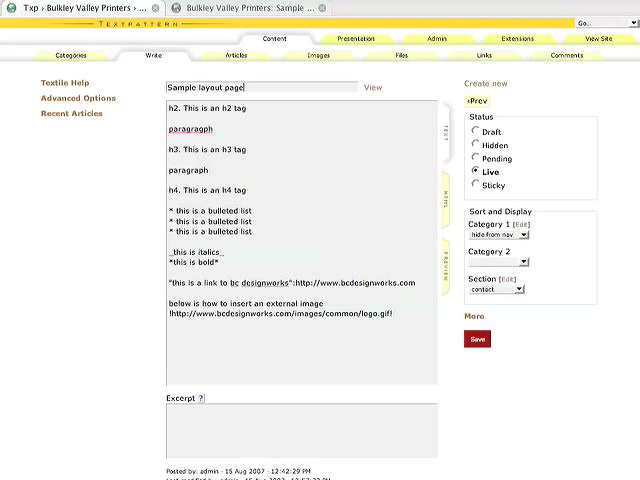 Txp › Bulkley Valley Printers › ...
Bulkley Valley Printers: Sample ...
TEXTPATTERN
Go...
Content
Presentation
Admin
Extensions
View Site
Categories
Write
Articles
Images
Files
Links
Comments
Textile Help
Advanced Options
Recent Articles
Sample layout page
View
h2. This is an h2 tag
paragragph
h3. This is an h3 tag
paragraph
h4. This is an h4 tag
* this is a bulleted list
* this is a bulleted list
* this is a bulleted list
_this is italics_
*this is bold*
"this is a link to bc designworks":http://www.bcdesignworks.com
below is how to insert an external image
!http://www.bcdesignworks.com/images/common/logo.gif!
TEXT
HTML
PREVIEW
Create new
‹Prev
Status
Draft
Hidden
Pending
Live
Sticky
Sort and Display
Category 1 [Edit]
hide from nav
Category 2
Section [Edit]
contact
More
Save
Excerpt ?
Posted by: admin - 15 Aug 2007 - 12:42:29 PM